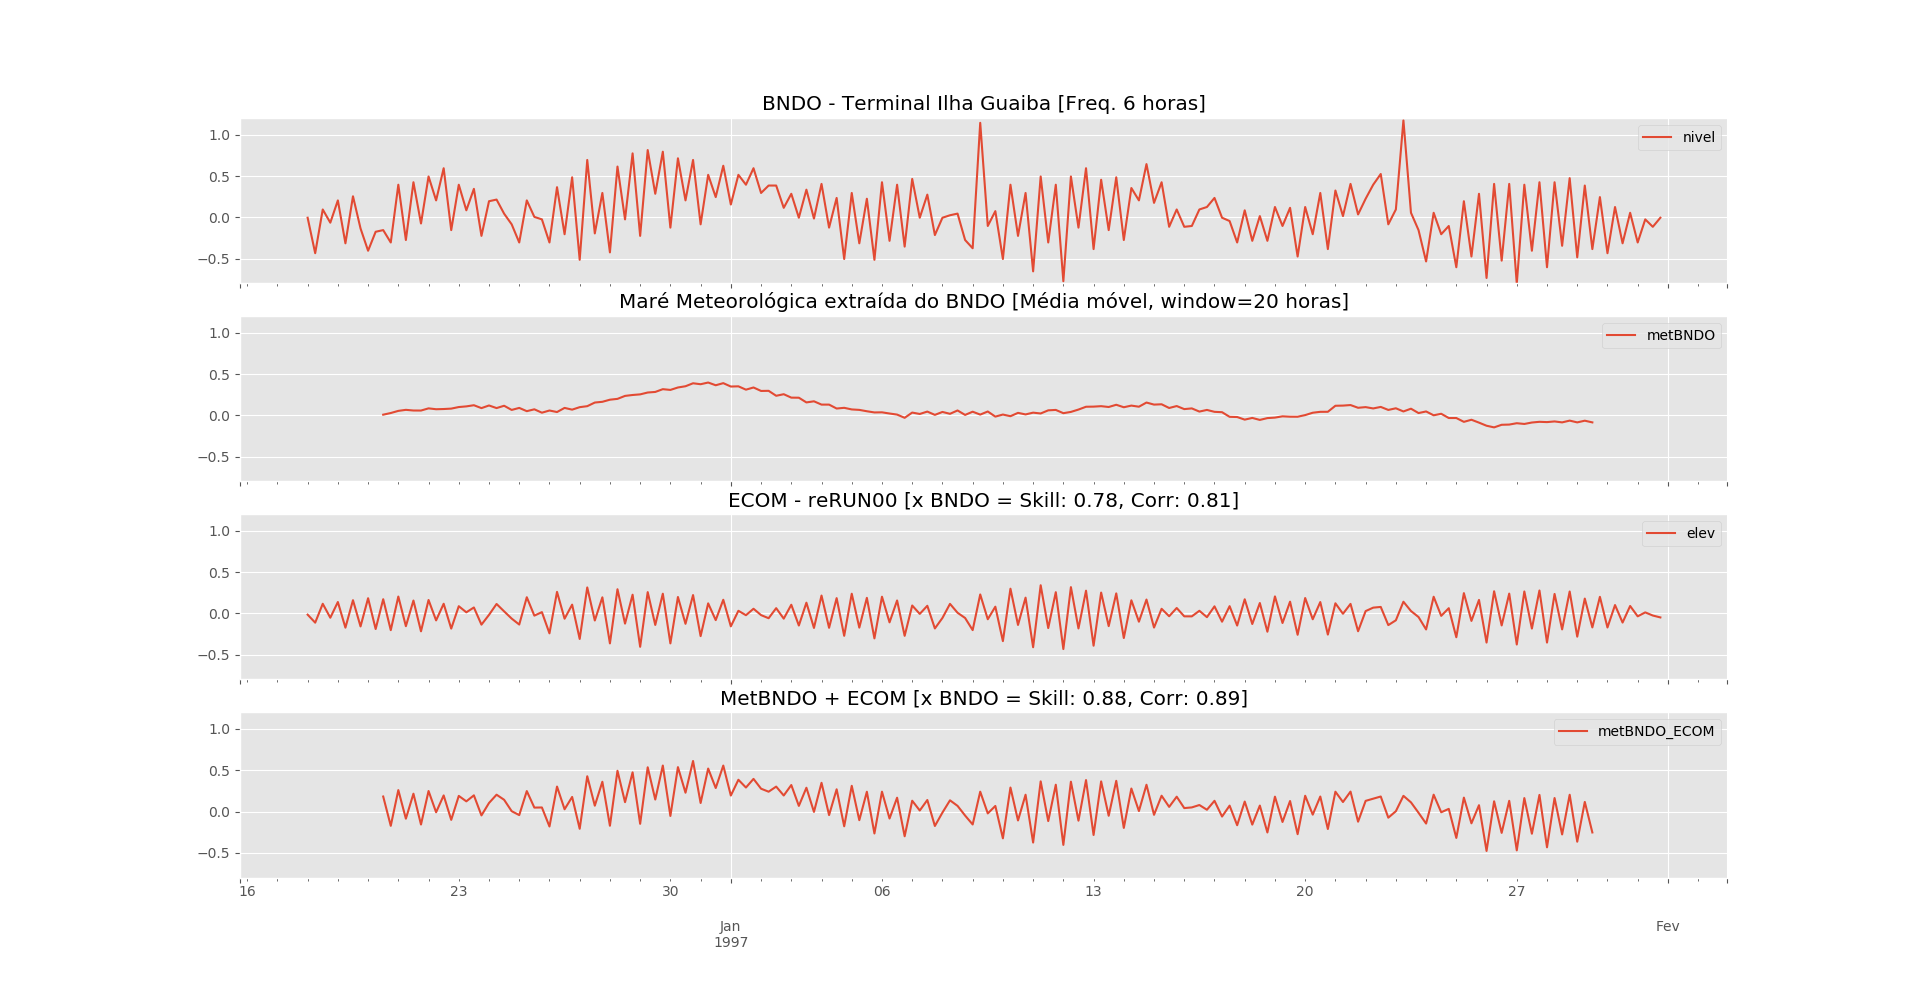 BNDO - Terminal Ilha Guaiba [Freq. 6 horas]
1.0
0.5
0.0
−0.5
nivel
Maré Meteorológica extraída do BNDO [Média móvel, window=20 horas]
1.0
0.5
0.0
−0.5
metBNDO
ECOM - reRUN00 [x BNDO = Skill: 0.78, Corr: 0.81]
1.0
0.5
0.0
−0.5
elev
MetBNDO + ECOM [x BNDO = Skill: 0.88, Corr: 0.89]
1.0
0.5
0.0
−0.5
metBNDO_ECOM
16 23 30 06 13 20 27
Jan Fev
1997